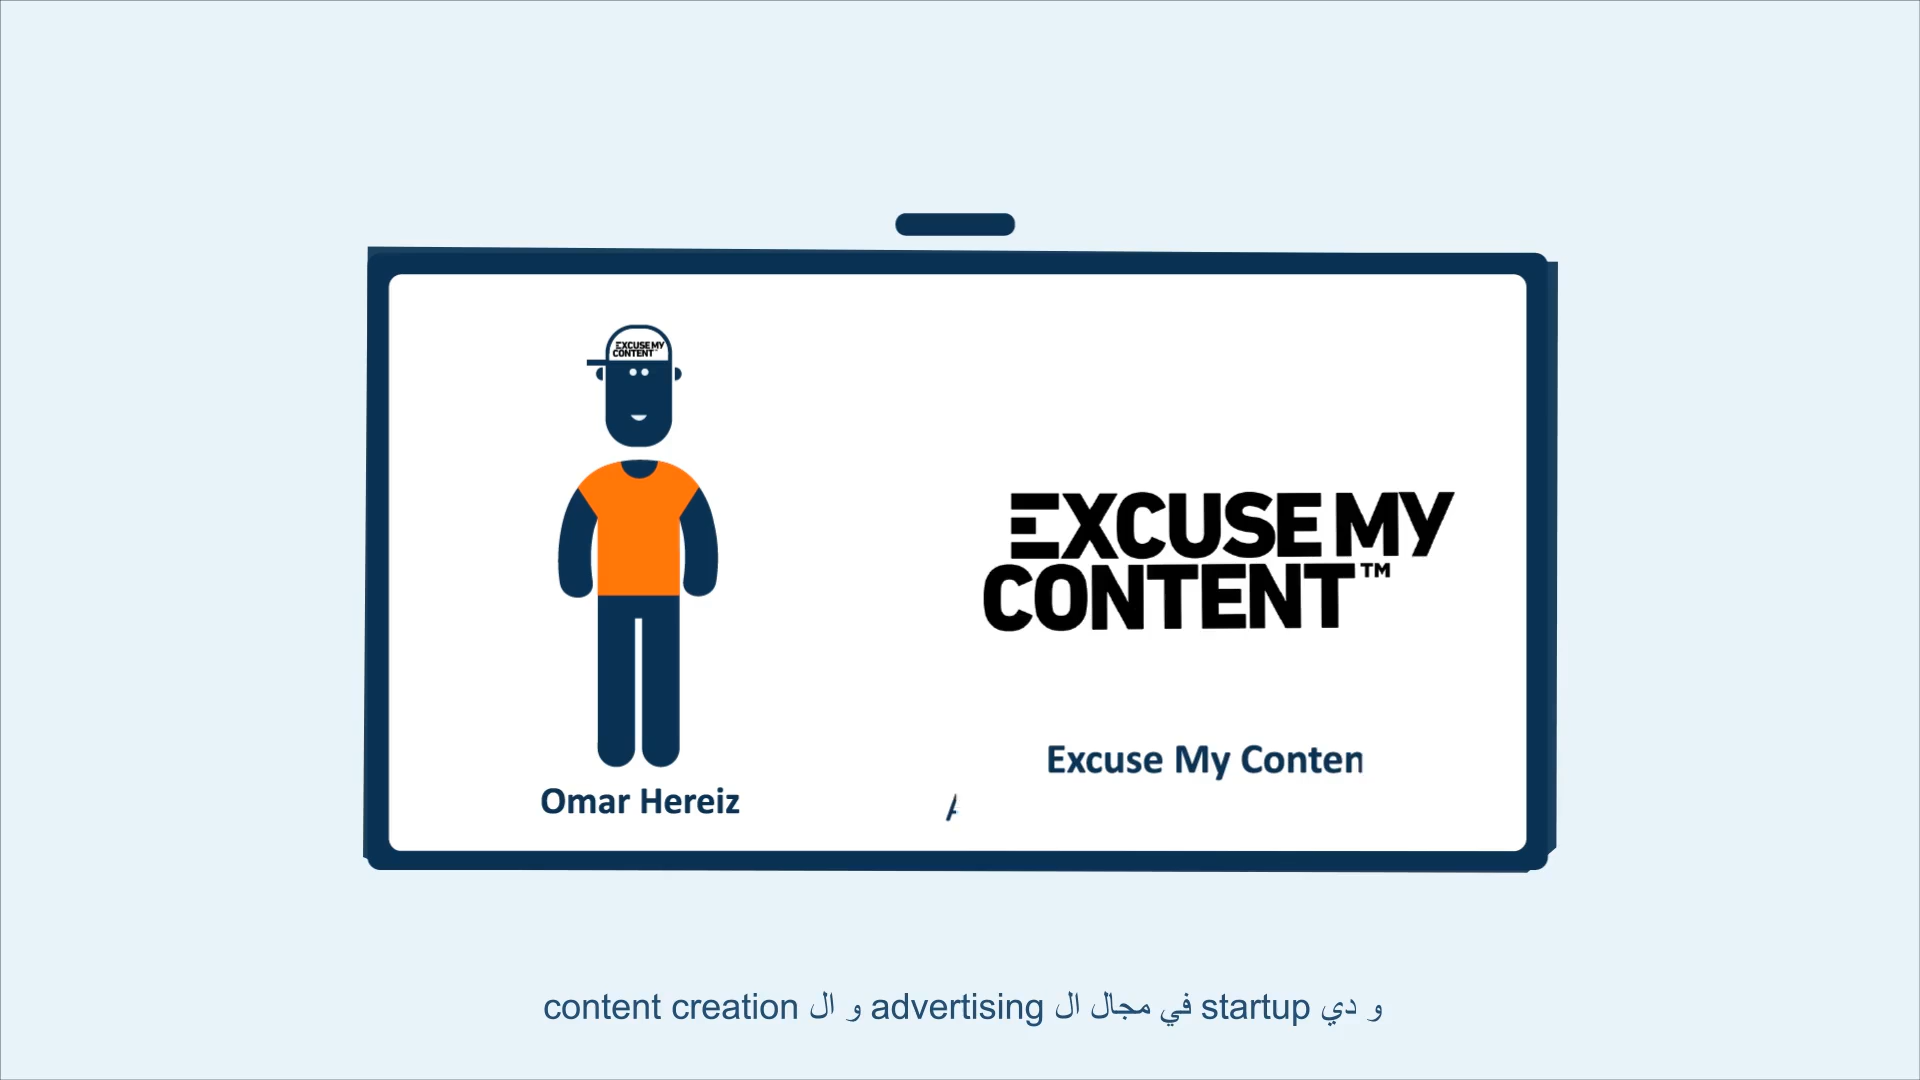 EXCUSE MY
CONTENT
Omar Hereiz
EXCUSE MY
CONTENT™
Excuse My Conten
A
و دي startup في مجال ال advertising و ال content creation